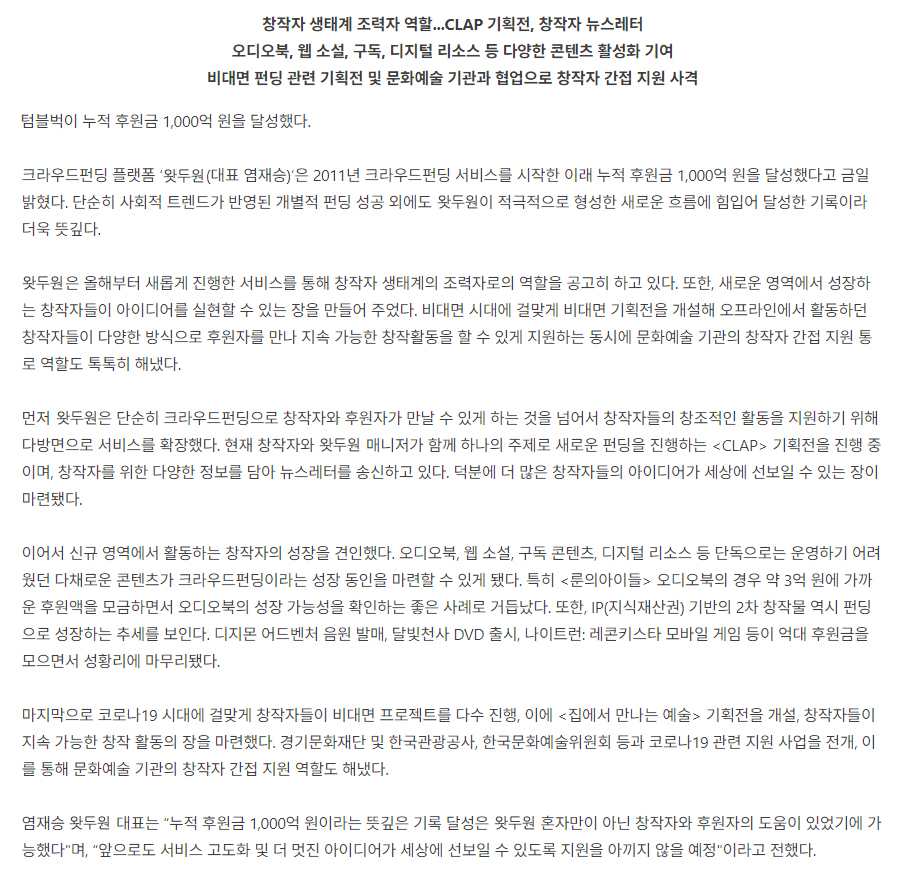 창작자 생태계 조력자 역할...CLAP 기획전, 창작자 뉴스레터
오디오북, 웹 소설, 구독, 디지털 리소스 등 다양한 콘텐츠 활성화 기여
비대면 펀딩 관련 기획전 및 문화예술 기관과 협업으로 창작자 간접 지원 사격
텀블벅이 누적 후원금 1,000억 원을 달성했다.
크라우드펀딩 플랫폼 '왓두원(대표 염재승)'은 2011년 크라우드펀딩 서비스를 시작한 이래 누적 후원금 1,000억 원을 달성했다고 금일
밝혔다. 단순히 사회적 트렌드가 반영된 개별적 펀딩 성공 외에도 왓두원이 적극적으로 형성한 새로운 흐름에 힘입어 달성한 기록이라
더욱 뜻깊다.
왓두원은 올해부터 새롭게 진행한 서비스를 통해 창작자 생태계의 조력자로의 역할을 공고히 하고 있다. 또한, 새로운 영역에서 성장하
는 창작자들이 아이디어를 실현할 수 있는 장을 만들어 주었다. 비대면 시대에 걸맞게 비대면 기획전을 개설해 오프라인에서 활동하던
창작자들이 다양한 방식으로 후원자를 만나 지속 가능한 창작활동을 할 수 있게 지원하는 동시에 문화예술 기관의 창작자 간접 지원 통
로 역할도 톡톡히 해냈다.
먼저 왓두원은 단순히 크라우드펀딩으로 창작자와 후원자가 만날 수 있게 하는 것을 넘어서 창작자들의 창조적인 활동을 지원하기 위해
다방면으로 서비스를 확장했다. 현재 창작자와 왓두원 매니저가 함께 하나의 주제로 새로운 펀딩을 진행하는 <CLAP> 기획전을 진행 중
이며, 창작자를 위한 다양한 정보를 담아 뉴스레터를 송신하고 있다. 덕분에 더 많은 창작자들의 아이디어가 세상에 선보일 수 있는 장이
마련됐다.
이어서 신규 영역에서 활동하는 창작자의 성장을 견인했다. 오디오북, 웹 소설, 구독 콘텐츠, 디지털 리소스 등 단독으로는 운영하기 어려
웠던 다채로운 콘텐츠가 크라우드펀딩이라는 성장 동인을 마련할 수 있게 됐다. 특히 <룬의아이들> 오디오북의 경우 약 3억 원에 가까
운 후원액을 모금하면서 오디오북의 성장 가능성을 확인하는 좋은 사례로 거듭났다. 또한, IP(지식재산권) 기반의 2차 창작물 역시 펀딩
으로 성장하는 추세를 보인다. 디지몬 어드벤처 음원 발매, 달빛천사 DVD 출시, 나이트런: 레콘키스타 모바일 게임 등이 억대 후원금을
모으면서 성황리에 마무리됐다.
마지막으로 코로나19 시대에 걸맞게 창작자들이 비대면 프로젝트를 다수 진행, 이에 <집에서 만나는 예술> 기획전을 개설, 창작자들이
지속 가능한 창작 활동의 장을 마련했다. 경기문화재단 및 한국관광공사, 한국문화예술위원회 등과 코로나19 관련 지원 사업을 전개, 이
를 통해 문화예술 기관의 창작자 간접 지원 역할도 해냈다.
염재승 왓두원 대표는 "누적 후원금 1,000억 원이라는 뜻깊은 기록 달성은 왓두원 혼자만이 아닌 창작자와 후원자의 도움이 있었기에 가
능했다"며, "앞으로도 서비스 고도화 및 더 멋진 아이디어가 세상에 선보일 수 있도록 지원을 아끼지 않을 예정"이라고 전했다.